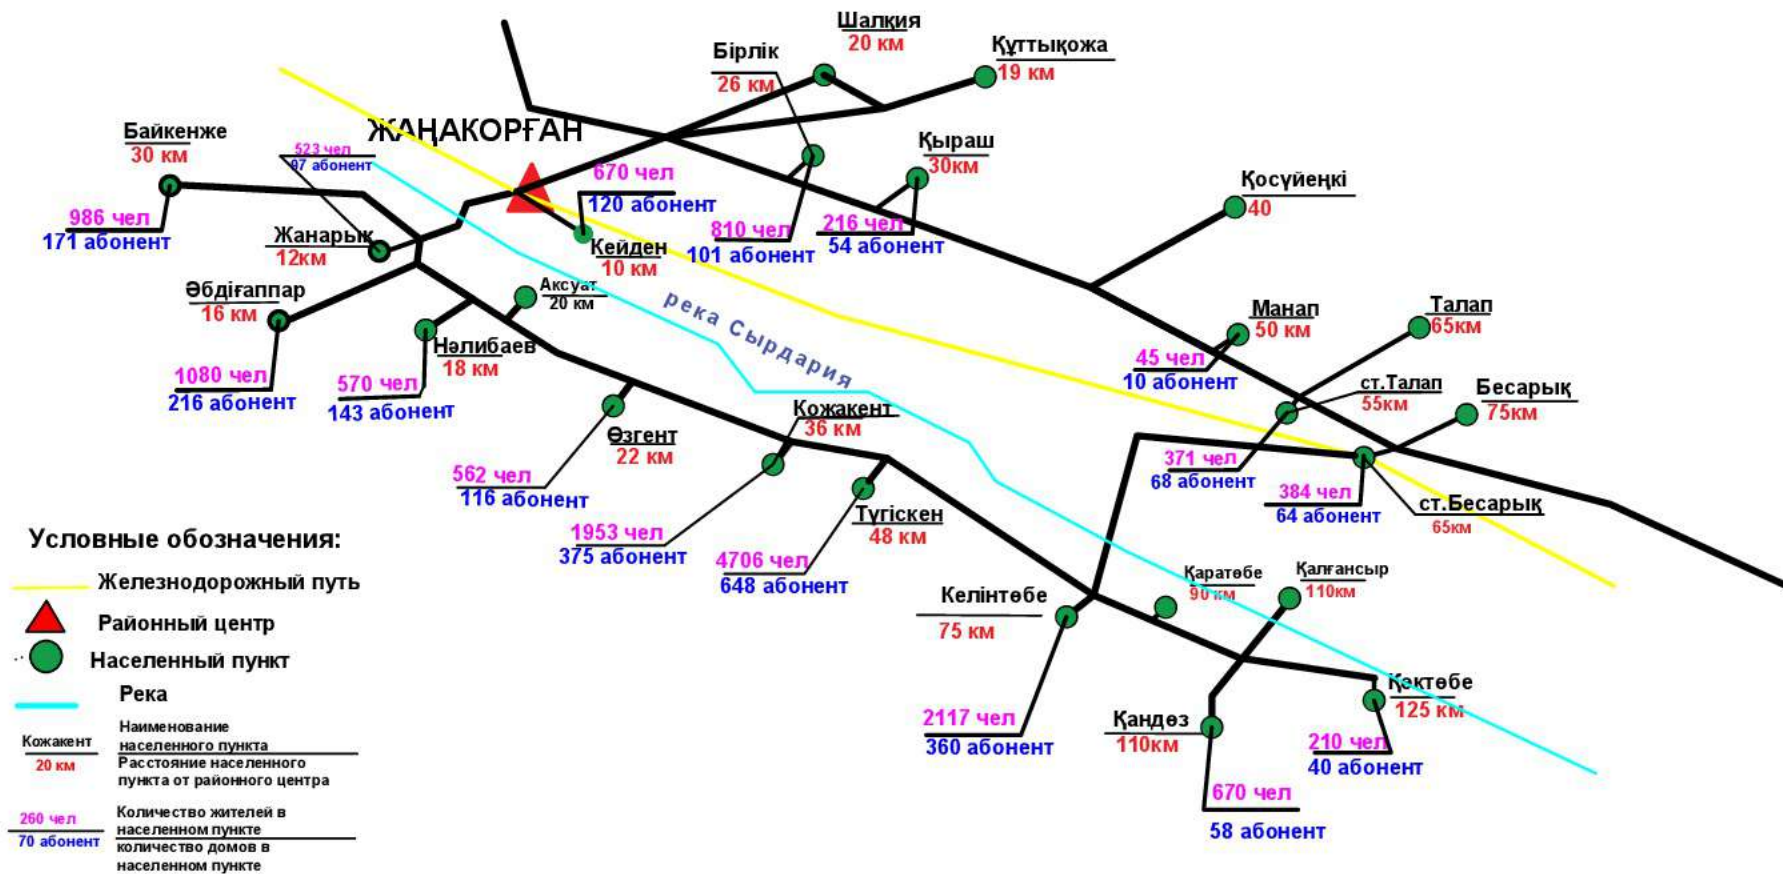 Шалқия
20 км
Бірлік
26 км
Құттықожа
19 км
ЖАҢАКОРҒАН
Байкенже
30 км
523 чел
97 абонент
Қыраш
30км
670 чел
120 абонент
Қосүйеңкі
40
986 чел
171 абонент
Жанарық
12км
810 чел
101 абонент
216 чел
54 абонент
Кейден
10 км
Әбдіғаппар
16 км
Аксуат
20 км
река Сырдария
Манап
50 км
Талап
65км
Нәлибаев
18 км
45 чел
10 абонент
1080 чел
216 абонент
570 чел
143 абонент
ст.Талап
55км
Бесарық
75км
Кожакент
36 км
Өзгент
22 км
562 чел
116 абонент
371 чел
68 абонент
384 чел
64 абонент
ст.Бесарық
65км
1953 чел
375 абонент
Түгіскен
48 км
4706 чел
648 абонент
Келінтөбе
75 км
Қаратөбе
90 км
Қалғансыр
110км
2117 чел
360 абонент
Қандөз
110км
Қәктөбе
125 км
210 чел
40 абонент
670 чел
58 абонент
Условные обозначения:
Железнодорожный путь
Районный центр
Населенный пункт
Река
Кожакент
20 км
Наименование
населенного пункта
Расстояние населенного
пункта от районного центра
260 чел
70 абонент
Количество жителей в
населенном пункте
количество домов в
населенном пункте